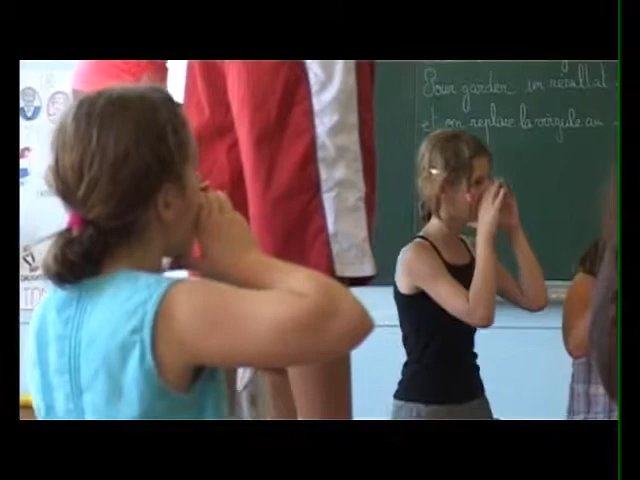 Pour garder un résultat
et on replace la virgule au